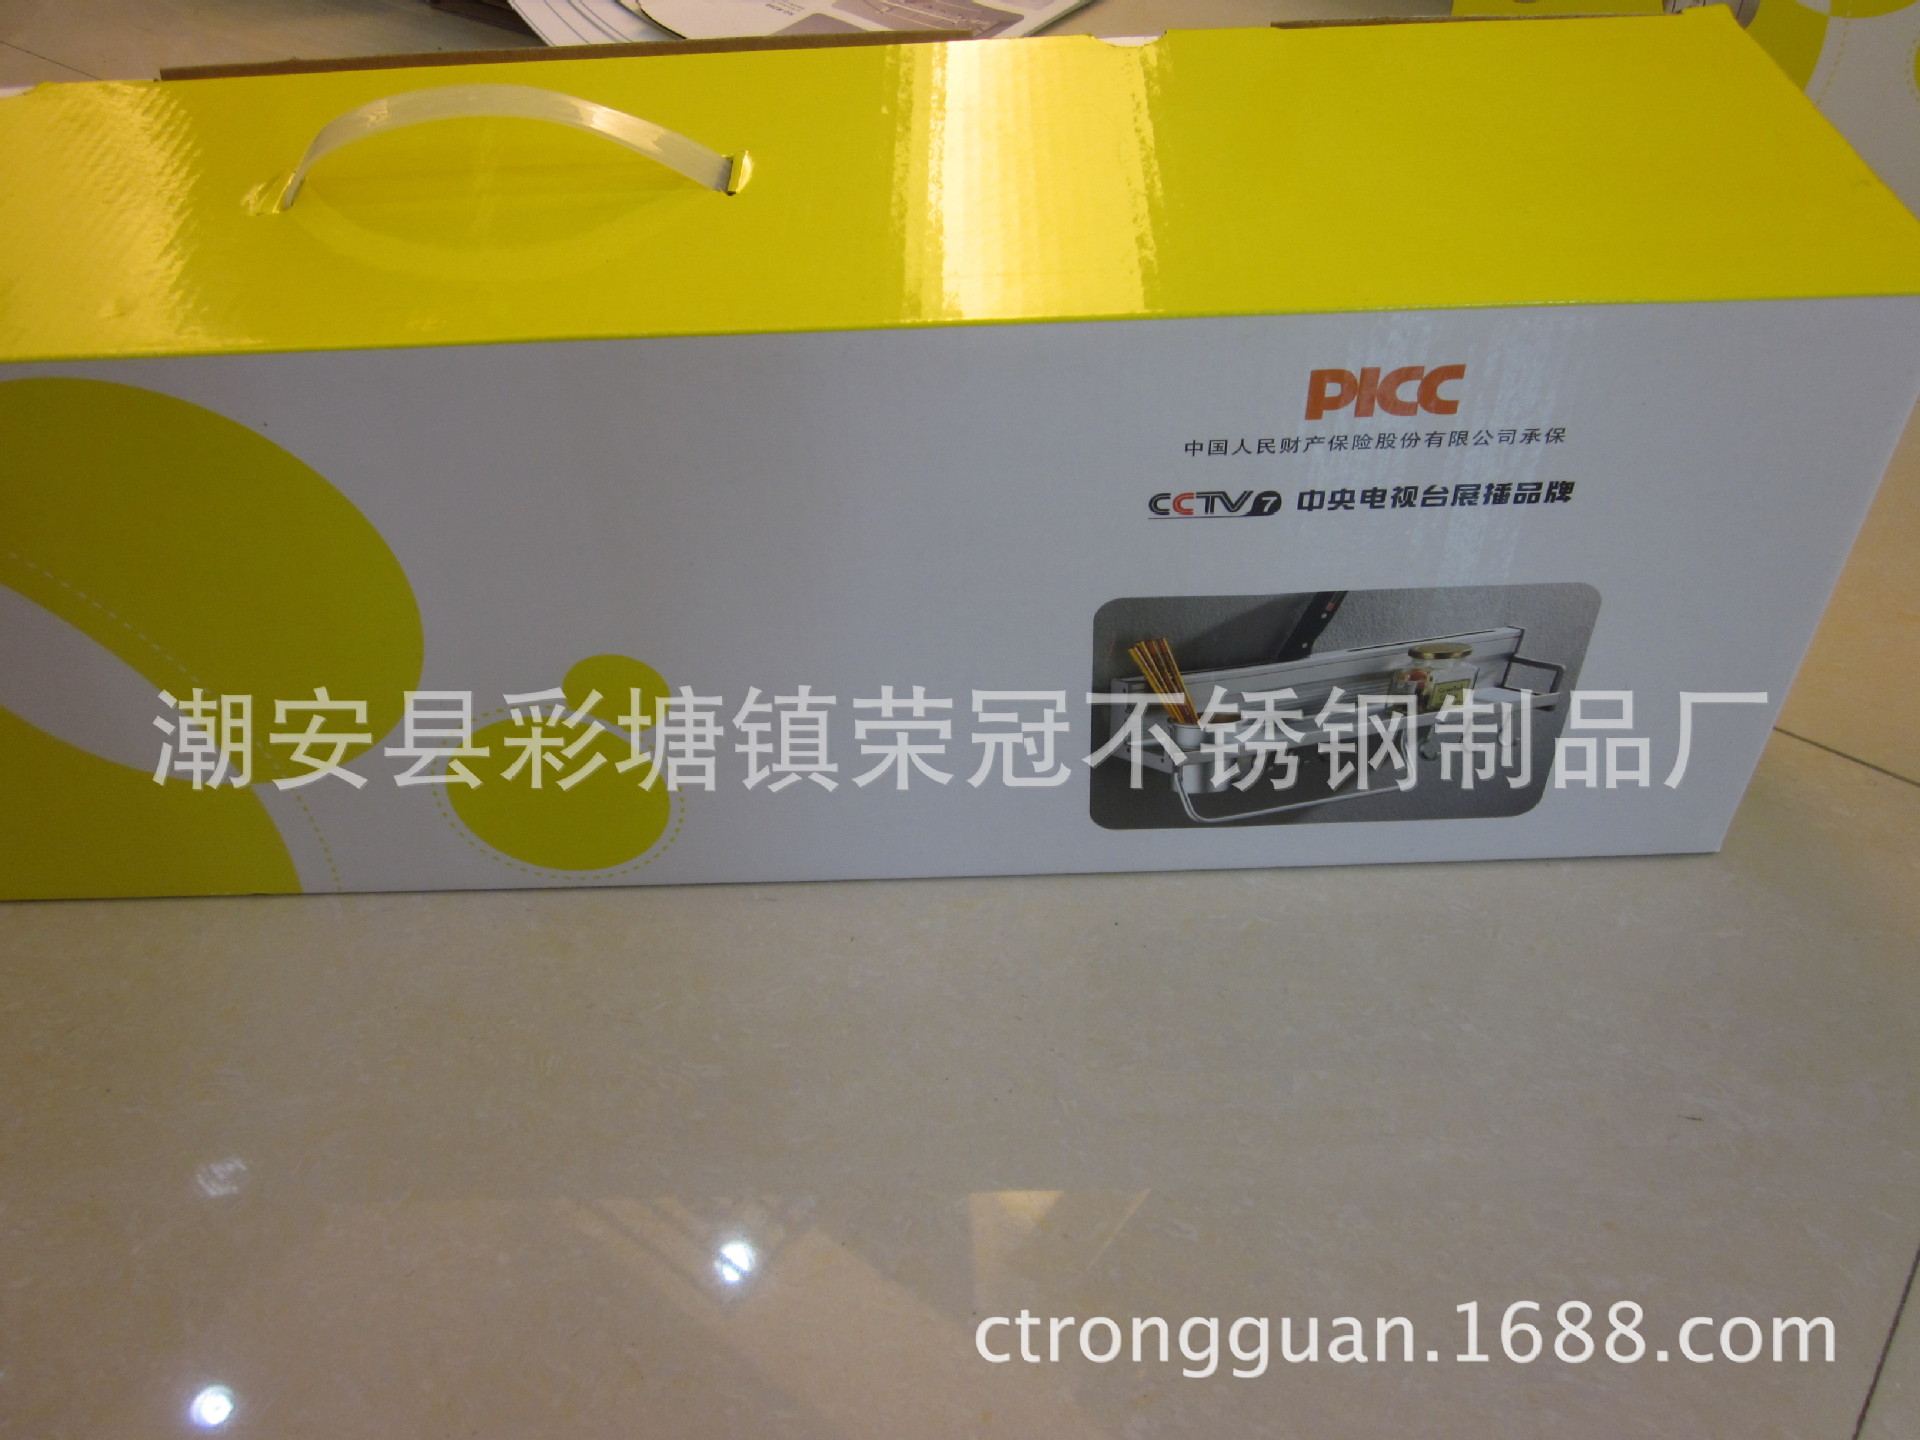 PICC
中国人民财产保险股份有限公司承保
CCTV7 中央电视台展播品牌
潮安县彩塘镇荣冠不锈钢制品厂
ctrongguan.1688.com